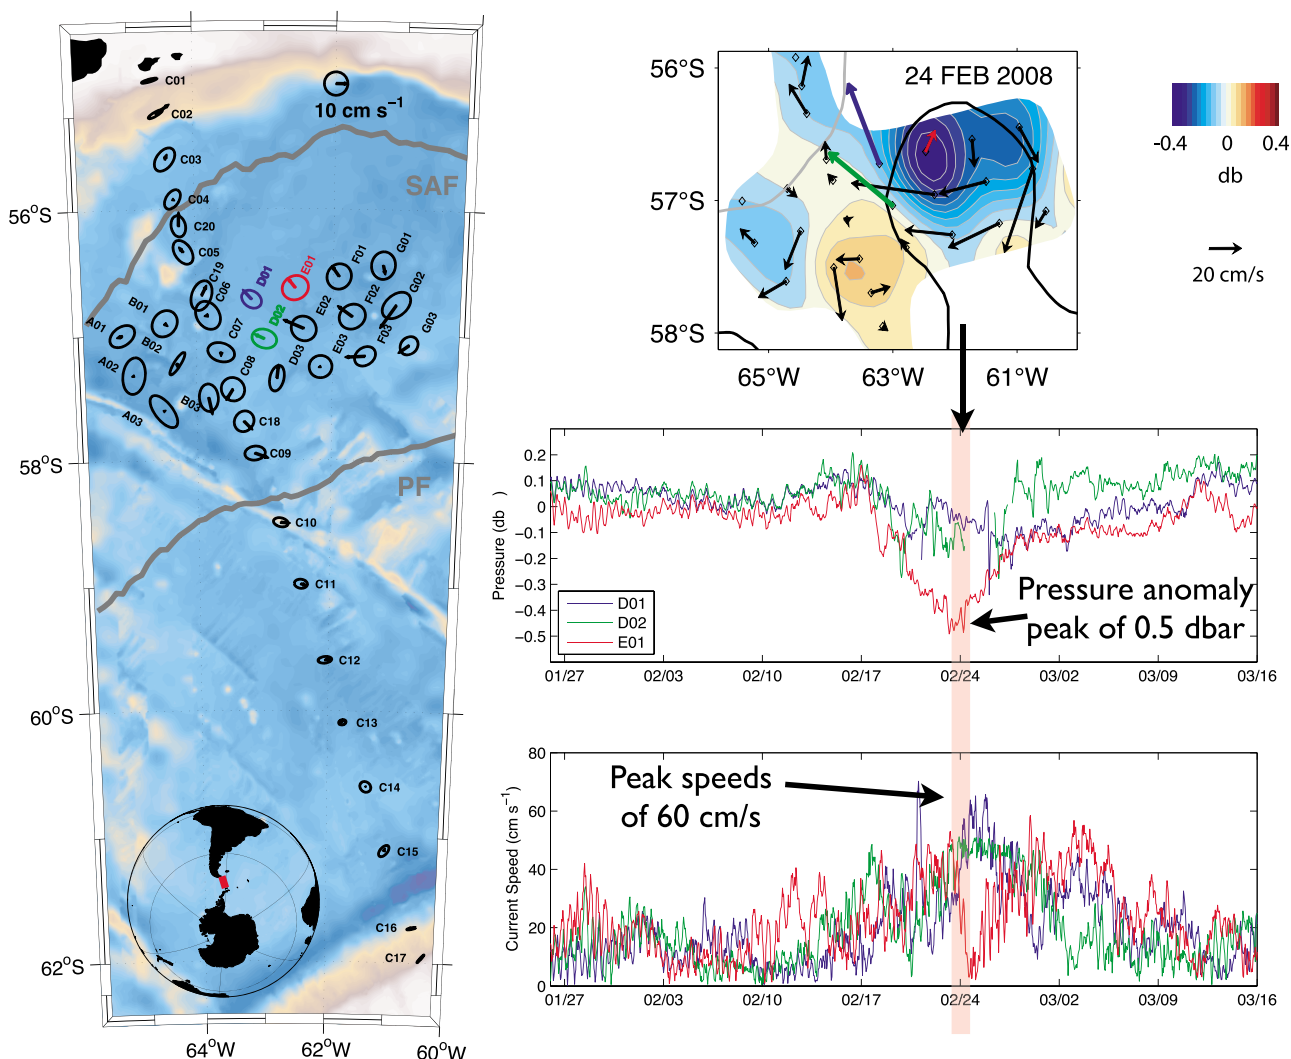 C01
10 cm s⁻¹
C02
C03
SAF
C04
56°S
C20
C05
G01
F01
E01
D01
C19
G02
C06
B01
E02
F02
A01
D02
C07
G03
B02
F03
E03
A02
D03
C08
B03
A03
C18
C09
58°S
PF
C10
C11
C12
60°S
C13
C14
C15
C16
C17
62°S
64°W
62°W
60°W
56°S
24 FEB 2008
57°S
58°S
65°W
63°W
61°W
-0.4
0
0.4
db
20 cm/s
Pressure (db )
0.2
0.1
0
−0.1
−0.2
−0.3
−0.4
−0.5
D01
D02
E01
Pressure anomaly
peak of 0.5 dbar
01/27
02/03
02/10
02/17
02/24
03/02
03/09
03/16
Current Speed (cm s⁻¹)
80
60
40
20
0
Peak speeds
of 60 cm/s
01/27
02/03
02/10
02/17
02/24
03/02
03/09
03/16